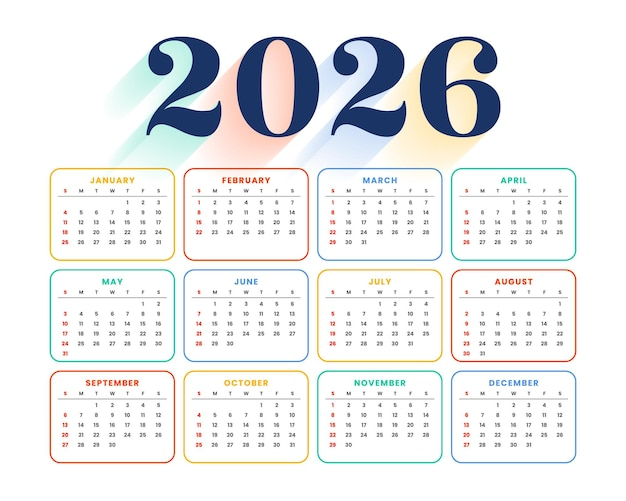 2026
JANUARY
S M T W T F S
1 2 3
4 5 6 7 8 9 10
11 12 13 14 15 16 17
18 19 20 21 22 23 24
25 26 27 28 29 30 31
FEBRUARY
S M T W T F S
1 2 3 4 5 6 7
8 9 10 11 12 13 14
15 16 17 18 19 20 21
22 23 24 25 26 27 28
MARCH
S M T W T F S
1 2 3 4 5 6 7
8 9 10 11 12 13 14
15 16 17 18 19 20 21
22 23 24 25 26 27 28
29 30 31
APRIL
S M T W T F S
1 2 3 4
5 6 7 8 9 10 11
12 13 14 15 16 17 18
19 20 21 22 23 24 25
26 27 28 29 30
MAY
S M T W T F S
1 2
3 4 5 6 7 8 9
10 11 12 13 14 15 16
17 18 19 20 21 22 23
24 25 26 27 28 29 30
31
JUNE
S M T W T F S
1 2 3 4 5 6
7 8 9 10 11 12 13
14 15 16 17 18 19 20
21 22 23 24 25 26 27
28 29 30
JULY
S M T W T F S
1 2 3 4
5 6 7 8 9 10 11
12 13 14 15 16 17 18
19 20 21 22 23 24 25
26 27 28 29 30 31
AUGUST
S M T W T F S
1
2 3 4 5 6 7 8
9 10 11 12 13 14 15
16 17 18 19 20 21 22
23 24 25 26 27 28 29
30 31
SEPTEMBER
S M T W T F S
1 2 3 4 5
6 7 8 9 10 11 12
13 14 15 16 17 18 19
20 21 22 23 24 25 26
27 28 29 30
OCTOBER
S M T W T F S
1 2 3
4 5 6 7 8 9 10
11 12 13 14 15 16 17
18 19 20 21 22 23 24
25 26 27 28 29 30 31
NOVEMBER
S M T W T F S
1 2 3 4 5 6 7
8 9 10 11 12 13 14
15 16 17 18 19 20 21
22 23 24 25 26 27 28
29 30
DECEMBER
S M T W T F S
1 2 3 4 5
6 7 8 9 10 11 12
13 14 15 16 17 18 19
20 21 22 23 24 25 26
27 28 29 30 31